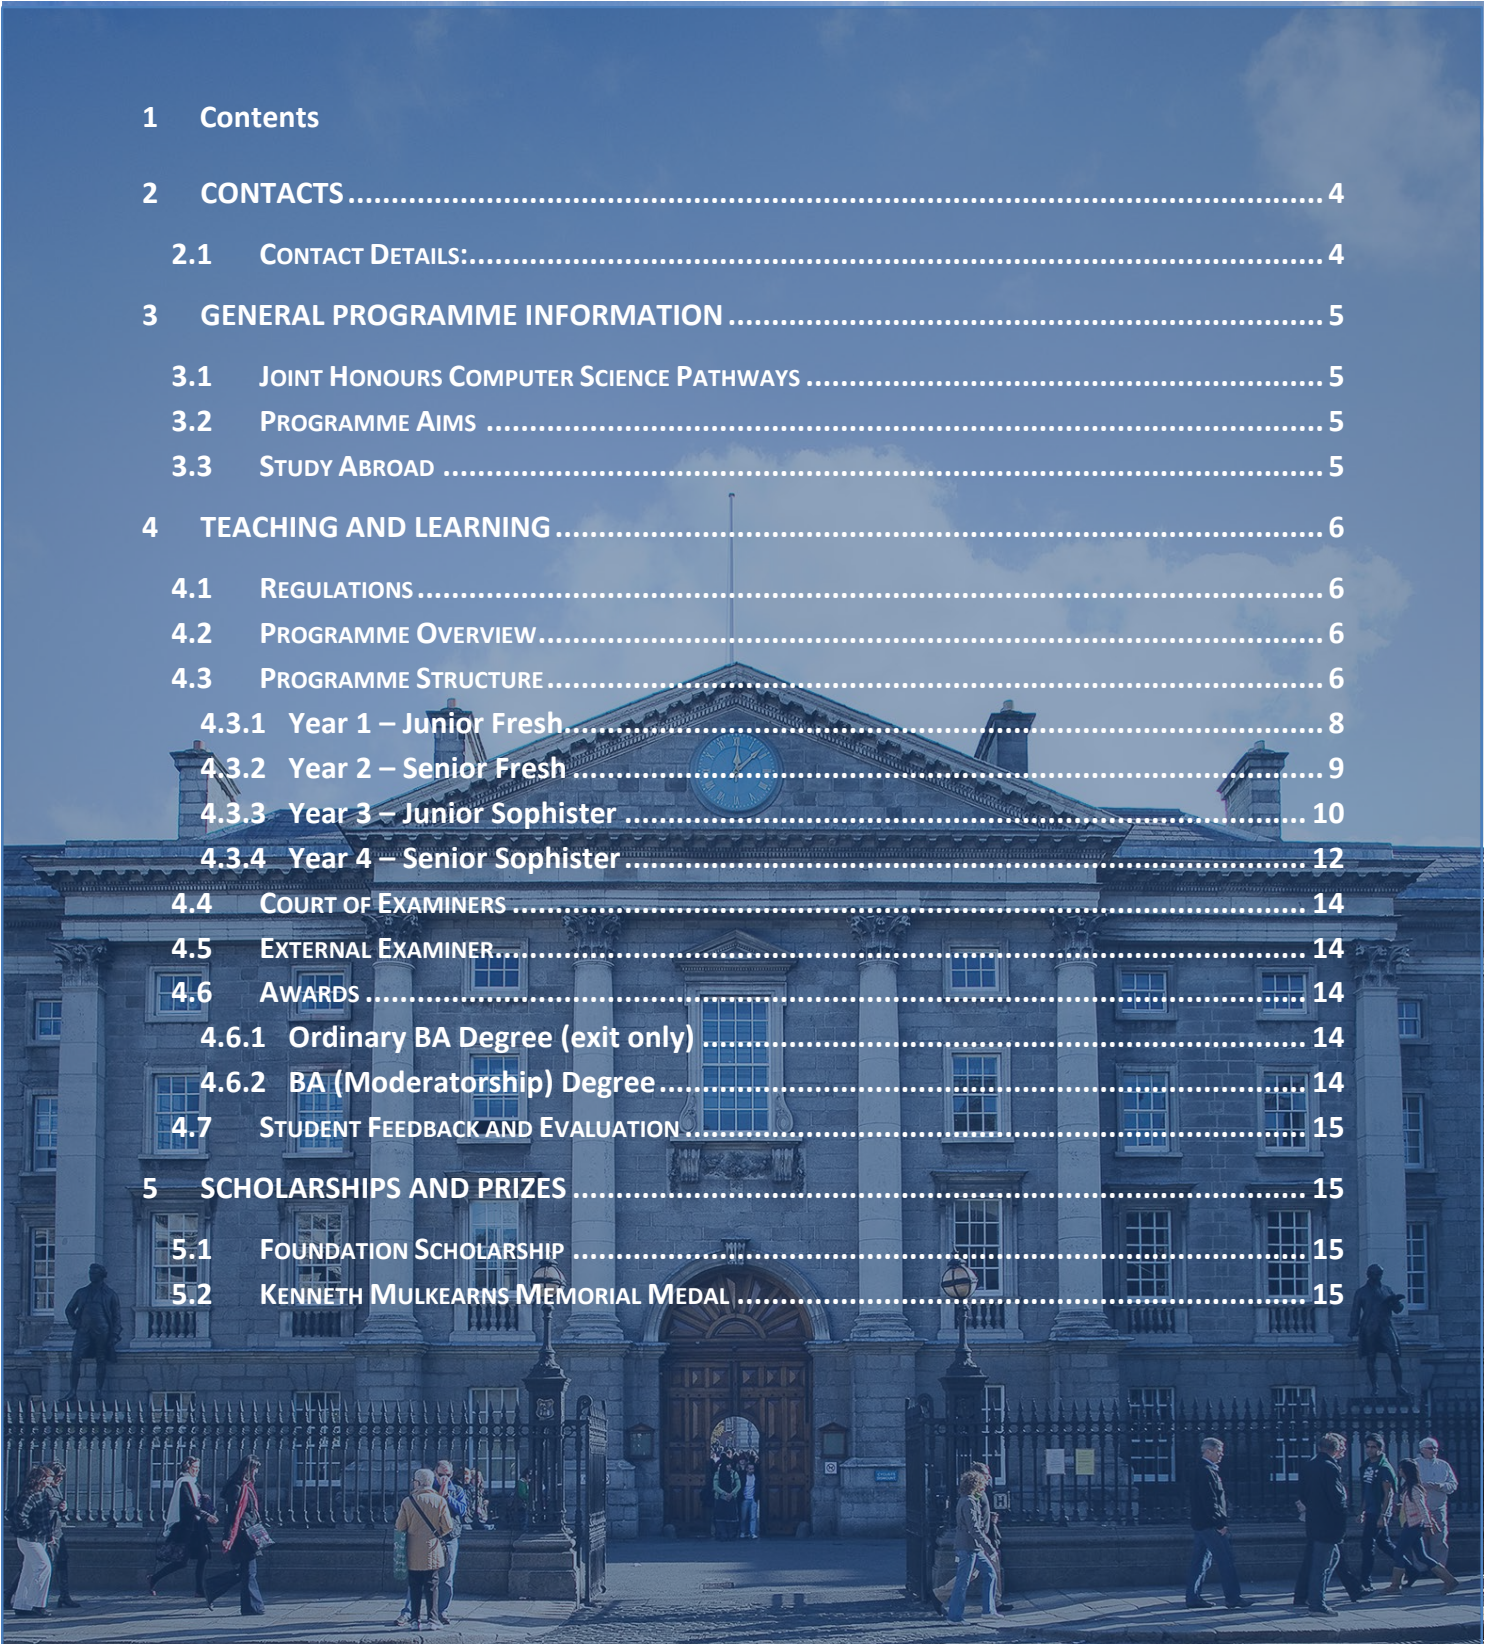 1 Contents
2 CONTACTS 4
2.1 CONTACT DETAILS: 4
3 GENERAL PROGRAMME INFORMATION 5
3.1 JOINT HONOURS COMPUTER SCIENCE PATHWAYS 5
3.2 PROGRAMME AIMS 5
3.3 STUDY ABROAD 5
4 TEACHING AND LEARNING 6
4.1 REGULATIONS 6
4.2 PROGRAMME OVERVIEW 6
4.3 PROGRAMME STRUCTURE 6
4.3.1 Year 1 – Junior Fresh 8
4.3.2 Year 2 – Senior Fresh 9
4.3.3 Year 3 – Junior Sophister 10
4.3.4 Year 4 – Senior Sophister 12
4.4 COURT OF EXAMINERS 14
4.5 EXTERNAL EXAMINER 14
4.6 AWARDS 14
4.6.1 Ordinary BA Degree (exit only) 14
4.6.2 BA (Moderatorship) Degree 14
4.7 STUDENT FEEDBACK AND EVALUATION 15
5 SCHOLARSHIPS AND PRIZES 15
5.1 FOUNDATION SCHOLARSHIP 15
5.2 KENNETH MULKEARNS MEMORIAL MEDAL 15